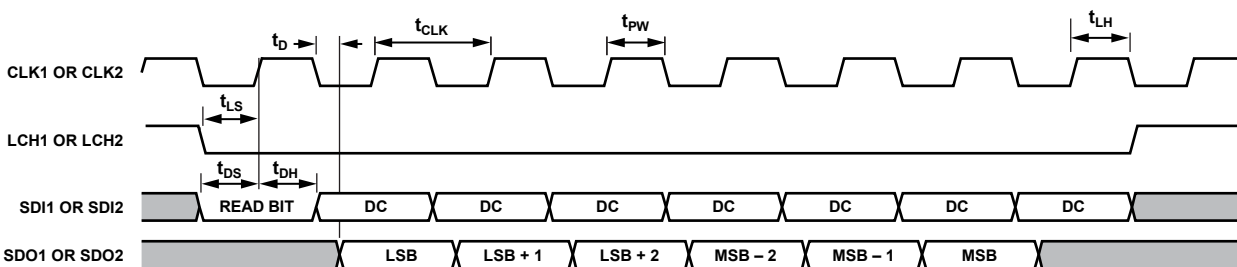 tD tCLK tPW tLH
CLK1 OR CLK2
tLS
LCH1 OR LCH2
tDS tDH
SDI1 OR SDI2 READ BIT DC DC DC DC DC DC DC
SDO1 OR SDO2 LSB LSB + 1 LSB + 2 MSB – 2 MSB – 1 MSB